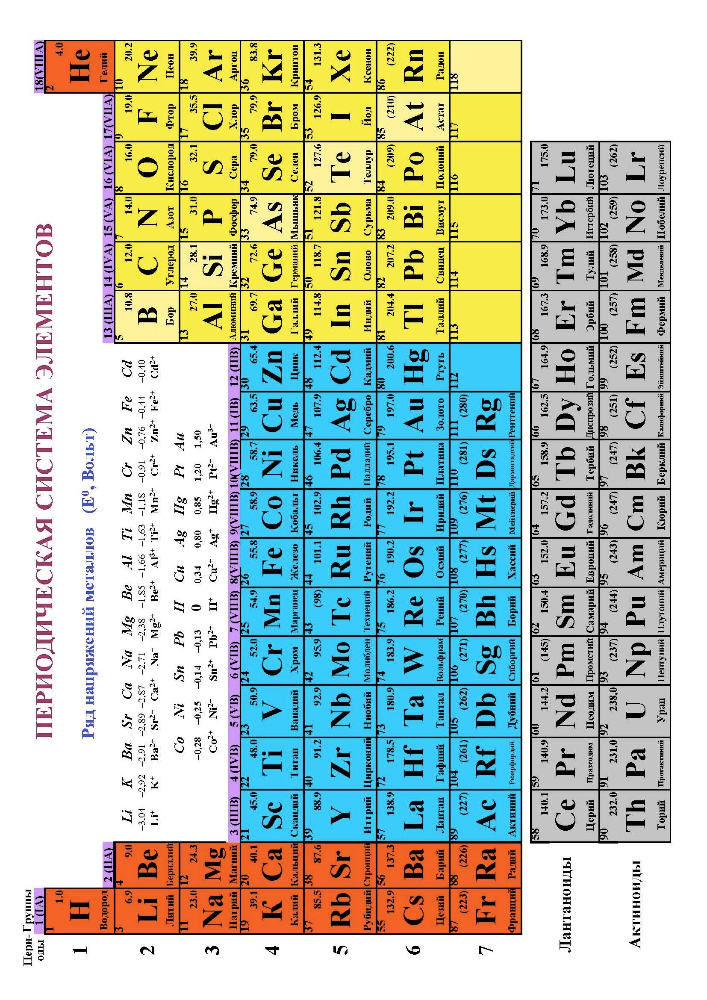 ПЕРИОДИЧЕСКАЯ СИСТЕМА ЭЛЕМЕНТОВ
Пери- Группы
оды
1 (IA) 18(VIIIA)
1 1 1.0 H Водород 2 4.0 He Гелий
Ряд напряжений металлов (E⁰, Вольт)
2 (IIA) 13 (IIIA) 14 (IVA) 15 (VA) 16 (VIA) 17(VIIA)
2 3 6.9 Li Литий 4 9.0 Be Бериллий 5 10.8 B Бор 6 12.0 C Углерод 7 14.0 N Азот 8 16.0 O Кислород 9 19.0 F Фтор 10 20.2 Ne Неон
Li K Ba Sr Ca Na Mg Be Al Ti Mn Cr Zn Fe Cd
−3,04 −2,92 −2,91 −2,89 −2,87 −2,71 −2,38 −1,85 −1,66 −1,63 −1,18 −0,91 −0,76 −0,44 −0,40
Li⁺ K⁺ Ba²⁺ Sr²⁺ Ca²⁺ Na⁺ Mg²⁺ Be²⁺ Al³⁺ Ti²⁺ Mn²⁺ Cr²⁺ Zn²⁺ Fe²⁺ Cd²⁺
Co Ni Sn Pb H Cu Ag Hg Pt Au
−0,28 −0,25 −0,14 −0,13 0 0,34 0,80 0,85 1,20 1,50
Co²⁺ Ni²⁺ Sn²⁺ Pb²⁺ H⁺ Cu²⁺ Ag⁺ Hg²⁺ Pt²⁺ Au³⁺
3 11 23.0 Na Натрий 12 24.3 Mg Магний 13 27.0 Al Алюминий 14 28.1 Si Кремний 15 31.0 P Фосфор 16 32.1 S Сера 17 35.5 Cl Хлор 18 39.9 Ar Аргон
3 (IIIB) 4 (IVB) 5 (VB) 6 (VIB) 7 (VIIB) 8(VIIIB) 9(VIIIB) 10(VIIIB) 11 (IB) 12 (IIB)
4 19 39.1 K Калий 20 40.1 Ca Кальций 21 45.0 Sc Скандий 22 48.0 Ti Титан 23 50.9 V Ванадий 24 52.0 Cr Хром 25 54.9 Mn Марганец 26 55.8 Fe Железо 27 58.9 Co Кобальт 28 58.7 Ni Никель 29 63.5 Cu Медь 30 65.4 Zn Цинк 31 69.7 Ga Галлий 32 72.6 Ge Германий 33 74.9 As Мышьяк 34 79.0 Se Селен 35 79.9 Br Бром 36 83.8 Kr Криптон
5 37 85.5 Rb Рубидий 38 87.6 Sr Стронций 39 88.9 Y Иттрий 40 91.2 Zr Цирконий 41 92.9 Nb Ниобий 42 95.9 Mo Молибден 43 (98) Tc Технеций 44 101.1 Ru Рутений 45 102.9 Rh Родий 46 106.4 Pd Палладий 47 107.9 Ag Серебро 48 112.4 Cd Кадмий 49 114.8 In Индий 50 118.7 Sn Олово 51 121.8 Sb Сурьма 52 127.6 Te Теллур 53 126.9 I Йод 54 131.3 Xe Ксенон
6 55 132.9 Cs Цезий 56 137.3 Ba Барий 57 138.9 La Лантан 72 178.5 Hf Гафний 73 180.9 Ta Тантал 74 183.9 W Вольфрам 75 186.2 Re Рений 76 190.2 Os Осмий 77 192.2 Ir Иридий 78 195.1 Pt Платина 79 197.0 Au Золото 80 200.6 Hg Ртуть 81 204.4 Tl Таллий 82 207.2 Pb Свинец 83 209.0 Bi Висмут 84 (209) Po Полоний 85 (210) At Астат 86 (222) Rn Радон
7 87 (223) Fr Франций 88 (226) Ra Радий 89 (227) Ac Актиний 104 (261) Rf Резерфордий 105 (262) Db Дубний 106 (271) Sg Сиборгий 107 (270) Bh Борий 108 (277) Hs Хассий 109 (276) Mt Мейтнерий 110 (281) Ds Дармштадтий 111 (280) Rg Рентгений 112 113 114 115 116 117 118
Лантаноиды 58 140.1 Ce Церий 59 140.9 Pr Празеодим 60 144.2 Nd Неодим 61 (145) Pm Прометий 62 150.4 Sm Самарий 63 152.0 Eu Европий 64 157.2 Gd Гадолиний 65 158.9 Tb Тербий 66 162.5 Dy Диспрозий 67 164.9 Ho Гольмий 68 167.3 Er Эрбий 69 168.9 Tm Тулий 70 173.0 Yb Иттербий 71 175.0 Lu Лютеций
Актиноиды 90 232.0 Th Торий 91 231,0 Pa Протактиний 92 238,0 U Уран 93 (237) Np Нептуний 94 (244) Pu Плутоний 95 (243) Am Америций 96 (247) Cm Кюрий 97 (247) Bk Берклий 98 (251) Cf Калифорний 99 (252) Es Эйнштейний 100 (257) Fm Фермий 101 (258) Md Менделевий 102 (259) No Нобелий 103 (262) Lr Лоуренсий